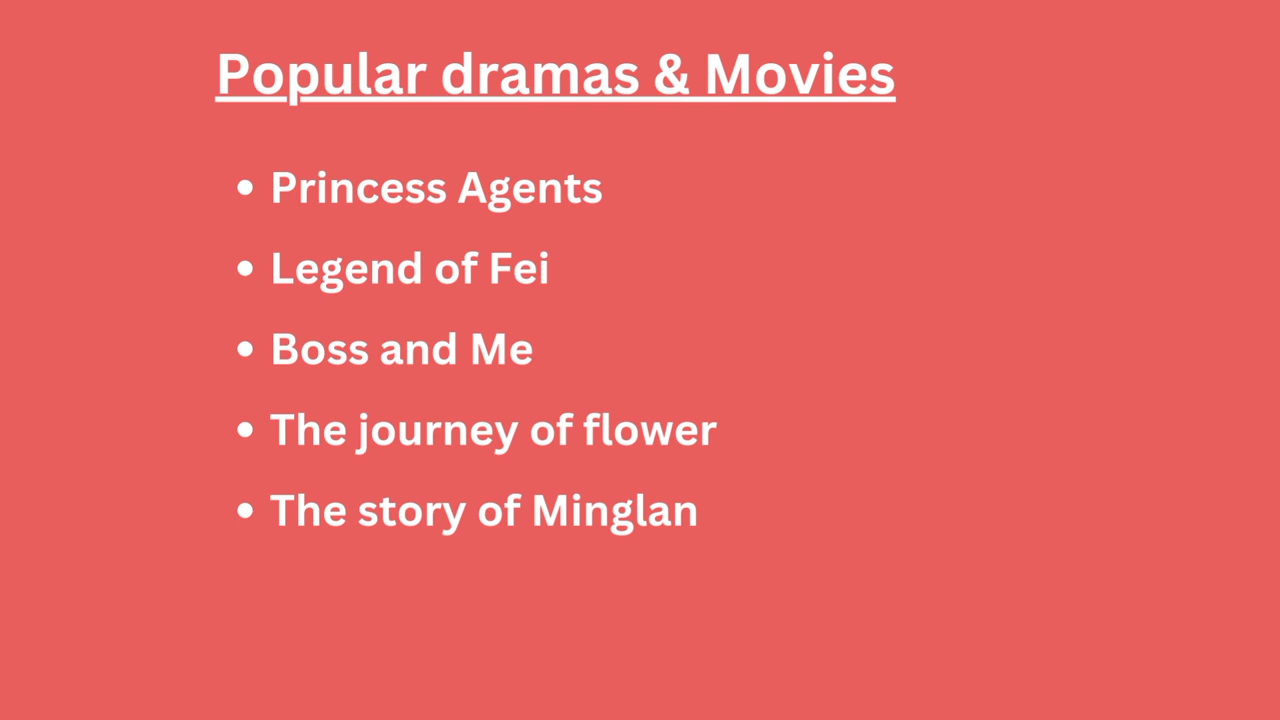 Popular dramas & Movies
• Princess Agents
• Legend of Fei
• Boss and Me
• The journey of flower
• The story of Minglan